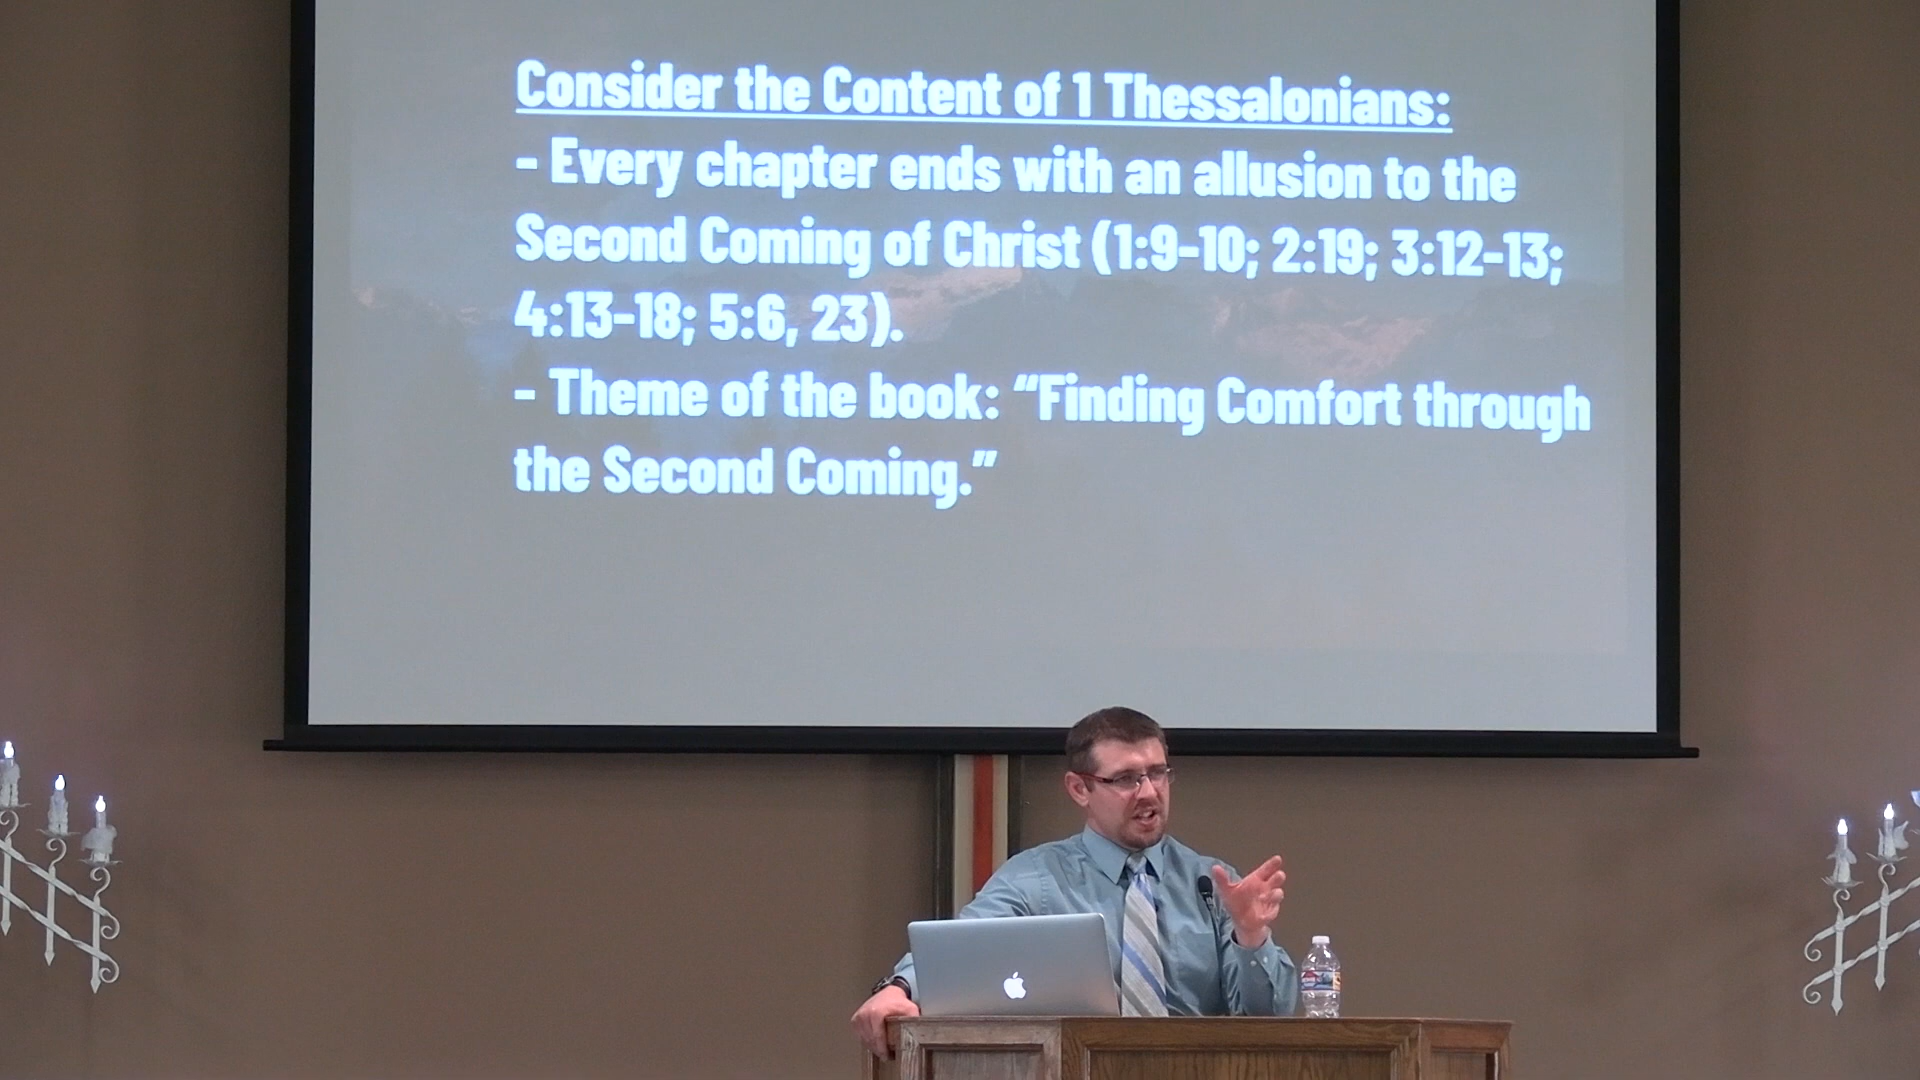 Consider the Content of 1 Thessalonians:
- Every chapter ends with an allusion to the
Second Coming of Christ (1:9-10; 2:19; 3:12-13;
4:13-18; 5:6, 23).
- Theme of the book: “Finding Comfort through
the Second Coming.”